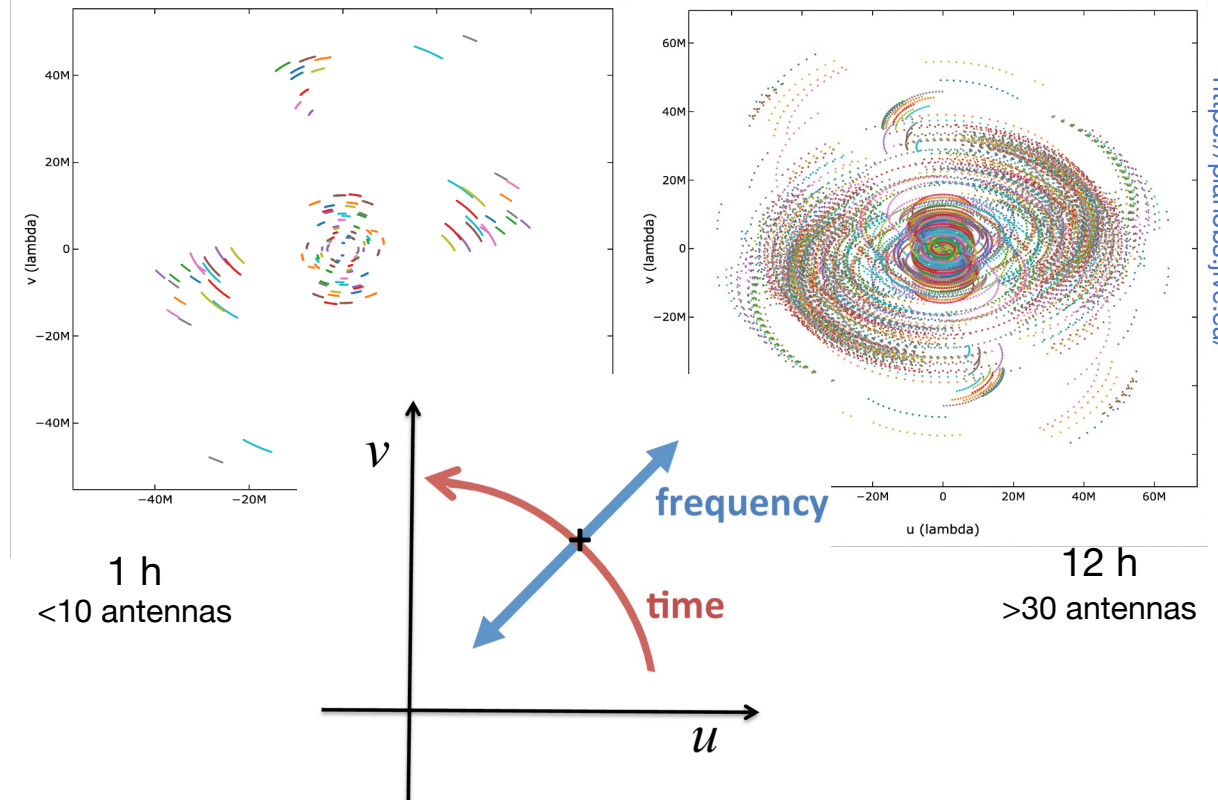 40M
20M
0
−20M
−40M
v (lambda)
−40M
−20M
60M
40M
20M
0
−20M
v (lambda)
−20M
0
20M
40M
60M
u (lambda)
v
frequency
time
u
1 h
<10 antennas
12 h
>30 antennas